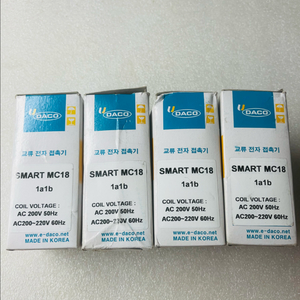 U DACO
교류 전자 접촉기
SMART MC18
1a1b
COIL VOLTAGE :
AC 200V 50Hz
AC200~220V 60Hz
www.e-daco.net
MADE IN KOREA
U DACO
교류 전자 접촉기
SMART MC18
1a1b
COIL VOLTAGE :
AC 200V 50Hz
AC200~220V 60Hz
www.e-daco.net
MADE IN KOREA
U DACO
교류 전자 접촉기
SMART MC18
1a1b
COIL VOLTAGE :
AC 200V 50Hz
AC200~220V 60Hz
www.e-daco.net
MADE IN KOREA
U DACO
교류 전자 접촉기
SMART MC18
1a1b
COIL VOLTAGE :
AC 200V 50Hz
AC200~220V 60Hz
www.e-daco.net
MADE IN KOREA